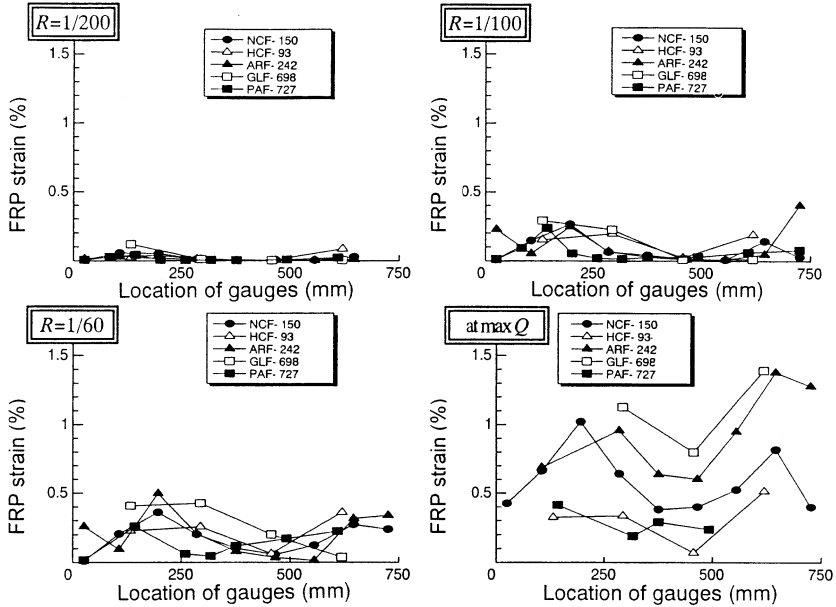 R=1/200
NCF- 150
HCF- 93
ARF- 242
GLF- 698
PAF- 727
1.5
1
0.5
0
250
500
750
FRP strain (%)
Location of gauges (mm)
R=1/100
NCF- 150
HCF- 93
ARF- 242
GLF- 698
PAF- 727
1.5
1
0.5
0
250
500
750
FRP strain (%)
Location of gauges (mm)
R=1/60
NCF- 150
HCF- 93
ARF- 242
GLF- 698
PAF- 727
1.5
1
0.5
0
250
500
750
FRP strain (%)
Location of gauges (mm)
at max Q
NCF- 150
HCF- 93
ARF- 242
GLF- 698
PAF- 727
1.5
1
0.5
0
250
500
750
FRP strain (%)
Location of gauges (mm)